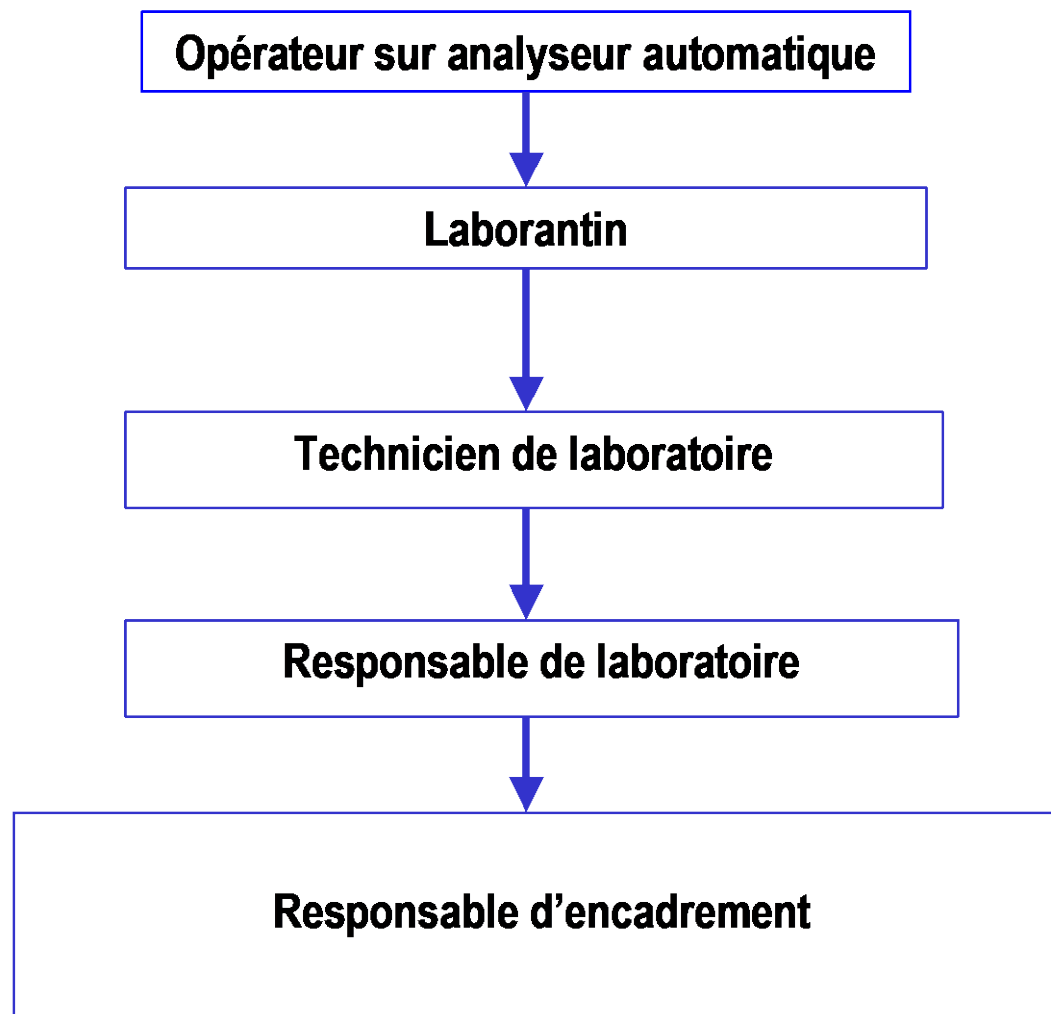 Opérateur sur analyseur automatique
Laborantin
Technicien de laboratoire
Responsable de laboratoire
Responsable d’encadrement